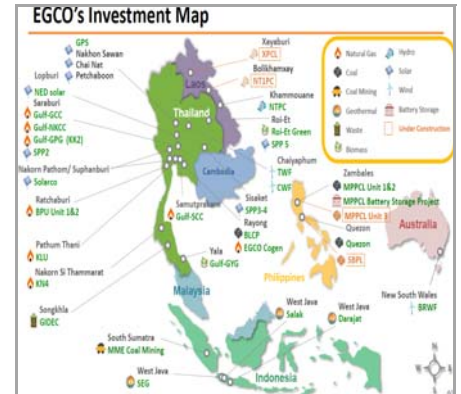 EGCO's Investment Map
GPS
Nakhon Sawan
Chai Nat
Petchaboon
Lopburi
NED solar
Saraburi
Gulf-GCC
Gulf-NKCC
Gulf-GPG (KK2)
SPP2
Nakorn Pathom/ Suphanburi
Solarco
Ratchaburi
BPU Unit 1&2
Pathum Thani
KLU
Nakorn Si Thammarat
KN4
Songkhla
GIDEC
Xayaburi
XPCL
Bolikhamxay
NT1PC
Laos
Khammouane
NTPC
Thailand
Roi-Et
Roi-Et Green
SPP 5
Chaiyaphum
TWF
CWF
Cambodia
Sisaket
SPP3-4
Samutprakarn
Gulf-SCC
Rayong
BLCP
EGCO Cogen
Yala
Gulf-GYG
Malaysia
Natural Gas
Coal
Coal Mining
Geothermal
Waste
Biomass
Hydro
Solar
Wind
Battery Storage
Under Construction
Zambales
MPPCL Unit 1&2
MPPCL Battery Storage Project
MPPCL Unit 3
Quezon
Quezon
SBPL
Philippines
Australia
New South Wales
BRWF
South Sumatra
MME Coal Mining
West Java
SEG
West Java
Salak
West Java
Darajat
Indonesia